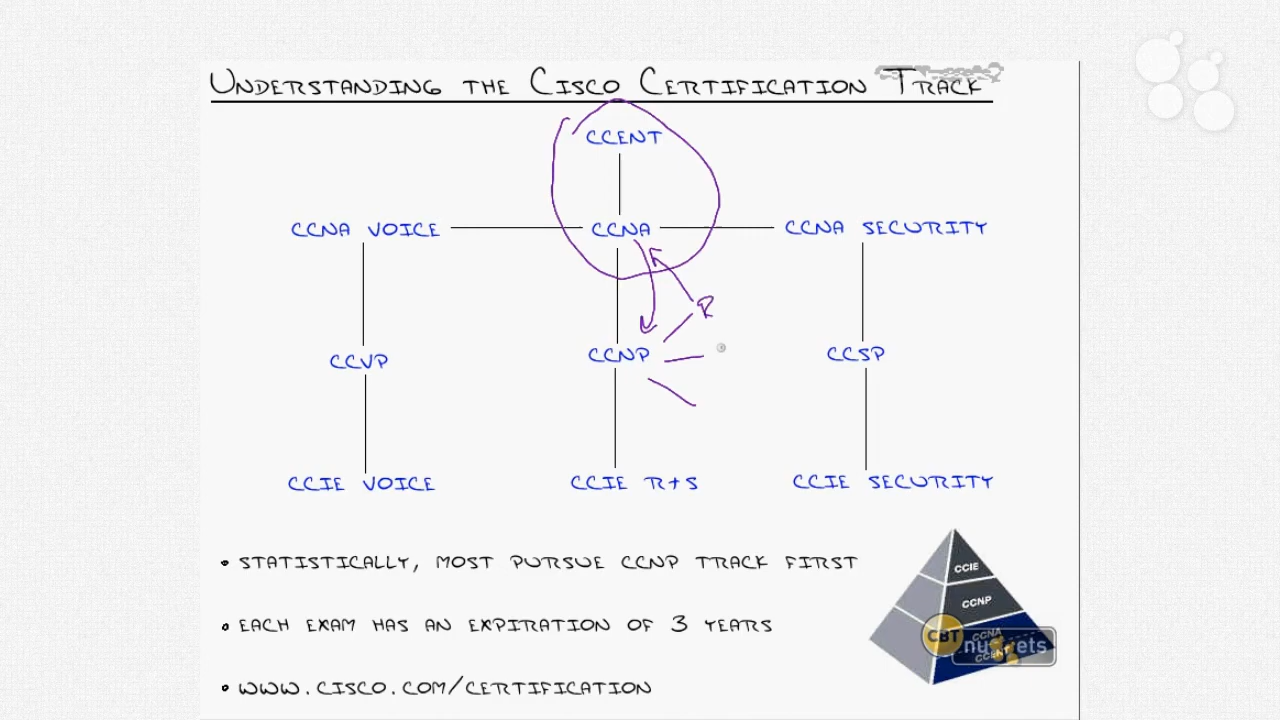 Understanding the Cisco Certification Track
CCENT
CCNA VOICE CCNA CCNA SECURITY
R
CCVP CCNP CCSP
CCIE VOICE CCIE R+S CCIE SECURITY
• STATISTICALLY, MOST PURSUE CCNP TRACK FIRST
• EACH EXAM HAS AN EXPIRATION OF 3 YEARS
• WWW.CISCO.COM/CERTIFICATION
CCIE
CCNP
CCNA
CCENT
CBT nuggets